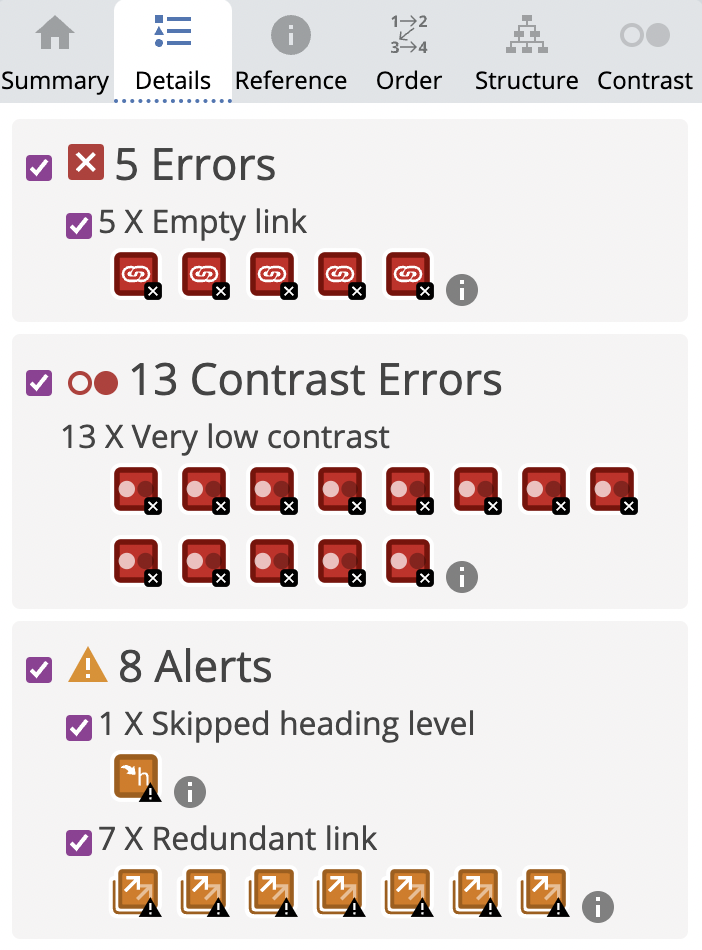 1→2
3→4
Summary Details Reference Order Structure Contrast
5 Errors
5 X Empty link
13 Contrast Errors
13 X Very low contrast
8 Alerts
1 X Skipped heading level
h
7 X Redundant link